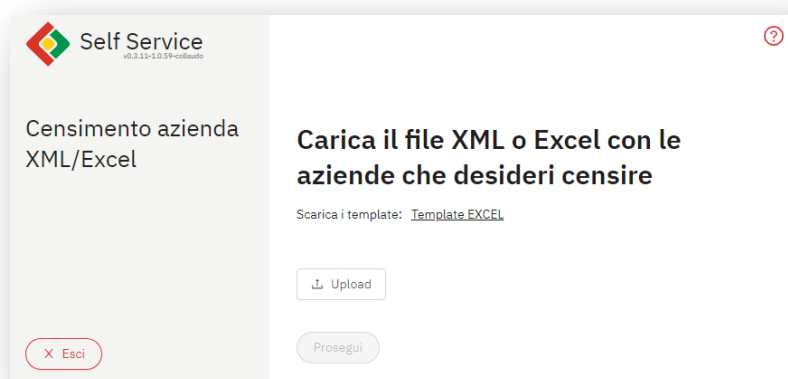 Self Service
v0.3.11-1.0.59-collaudo
Censimento azienda
XML/Excel
Carica il file XML o Excel con le
aziende che desideri censire
Scarica i template: Template EXCEL
Upload
Prosegui
X Esci
?